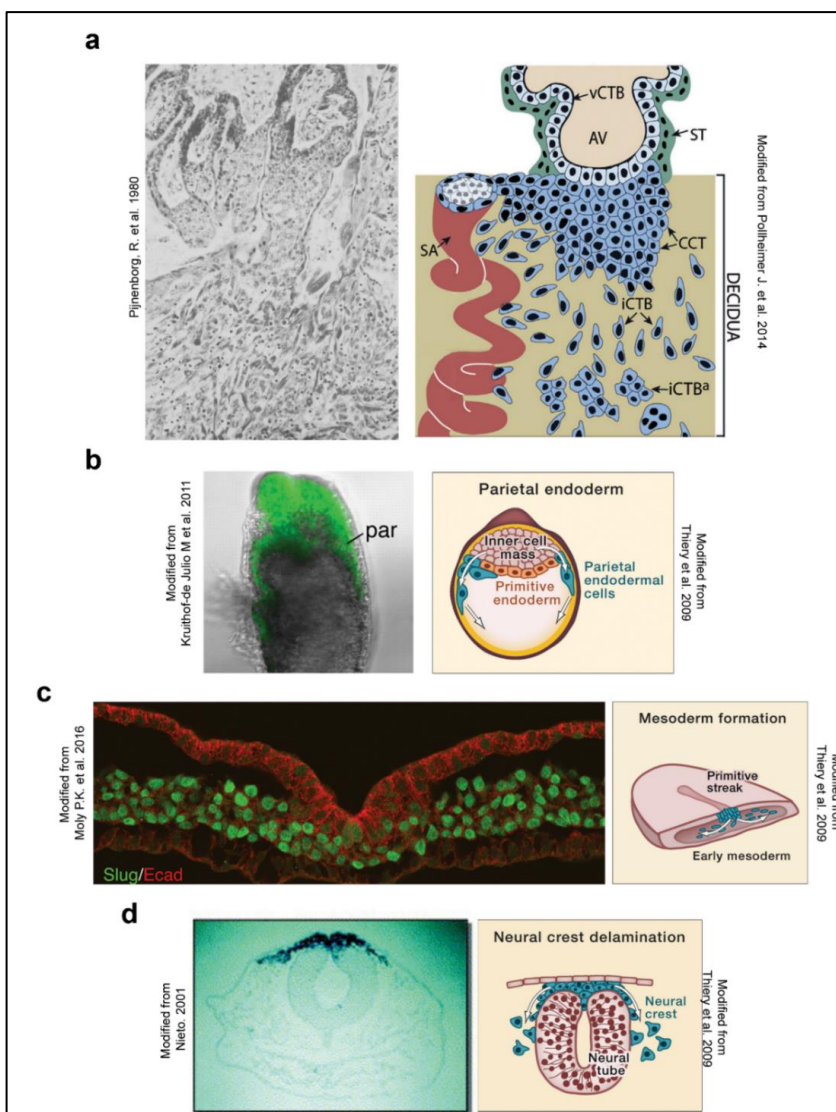 a
Pijnenborg, R. et al. 1980
vCTB
AV
ST
SA
CCT
iCTB
iCTBª
DECIDUA
Modified from Pollheimer J. et al. 2014
b
Modified from
Kruithof-de Julio M et al. 2011
par
Parietal endoderm
Inner cell
mass
Primitive
endoderm
Parietal
endodermal
cells
Modified from
Thiery et al. 2009
c
Modified from
Moly P.K. et al. 2016
Slug/Ecad
Mesoderm formation
Primitive
streak
Early mesoderm
Modified from
Thiery et al. 2009
d
Modified from
Nieto. 2001
Neural crest delamination
Neural
crest
Neural
tube
Modified from
Thiery et al. 2009